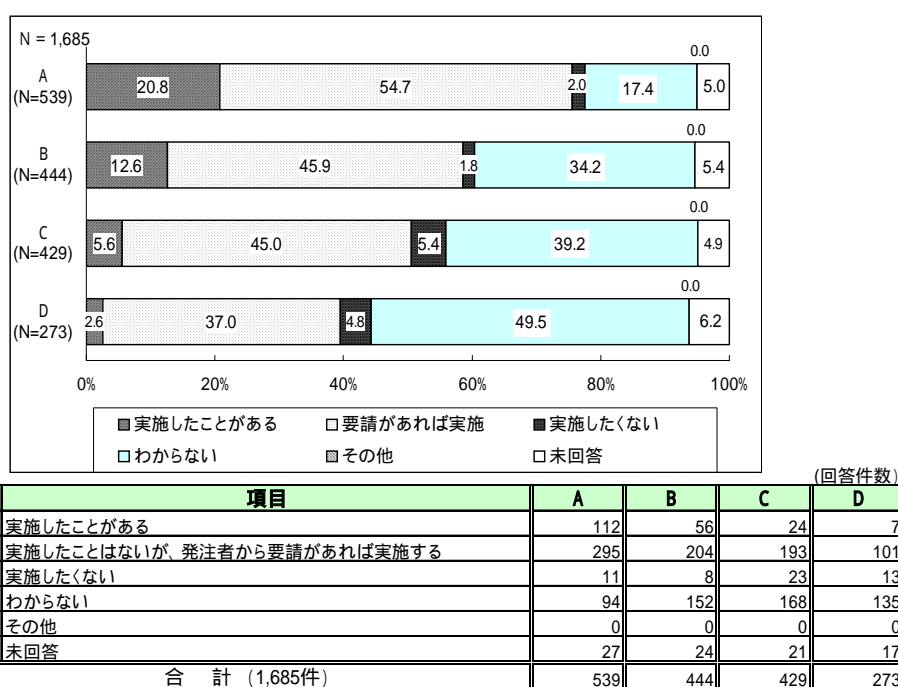 N = 1,685
0.0
A
(N=539)
20.8 54.7 2.0 17.4 5.0
0.0
B
(N=444)
12.6 45.9 1.8 34.2 5.4
0.0
C
(N=429)
5.6 45.0 5.4 39.2 4.9
0.0
D
(N=273)
2.6 37.0 4.8 49.5 6.2
0% 20% 40% 60% 80% 100%
実施したことがある 要請があれば実施 実施したくない
わからない その他 未回答
(回答件数)
項目 A B C D
実施したことがある 112 56 24 7
実施したことはないが、発注者から要請があれば実施する 295 204 193 101
実施したくない 11 8 23 13
わからない 94 152 168 135
その他 0 0 0 0
未回答 27 24 21 17
合 計 (1,685件) 539 444 429 273